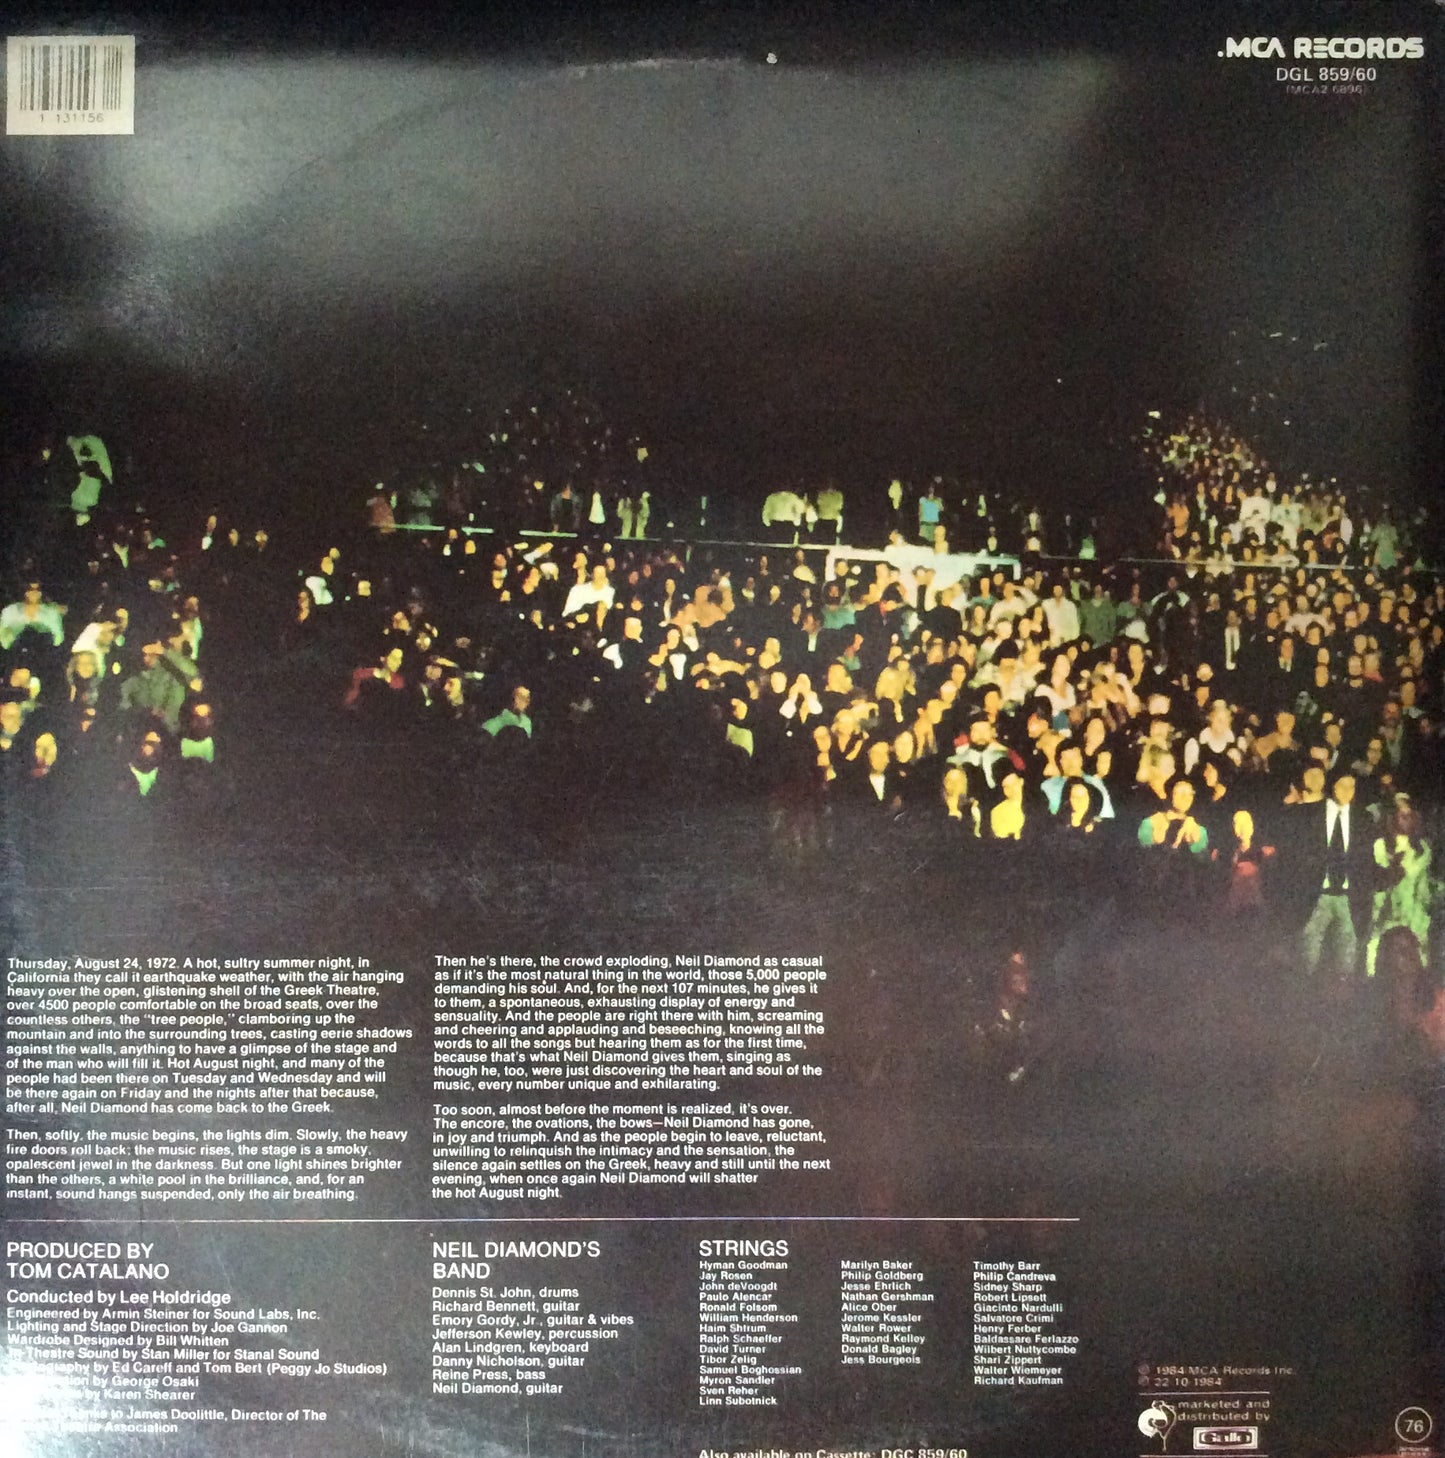 1 131156
.MCA RECORDS
DGL 859/60
(MCA2 6896)
Thursday, August 24, 1972. A hot, sultry summer night, in
California they call it earthquake weather, with the air hanging
heavy over the open, glistening shell of the Greek Theatre,
over 4500 people comfortable on the broad seats, over the
countless others, the "tree people," clamboring up the
mountain and into the surrounding trees, casting eerie shadows
against the walls, anything to have a glimpse of the stage and
of the man who will fill it. Hot August night, and many of the
people had been there on Tuesday and Wednesday and will
be there again on Friday and the nights after that because,
after all, Neil Diamond has come back to the Greek.
Then, softly, the music begins, the lights dim. Slowly, the heavy
fire doors roll back; the music rises, the stage is a smoky,
opalescent jewel in the darkness. But one light shines brighter
than the others, a white pool in the brilliance, and, for an
instant, sound hangs suspended, only the air breathing.
Then he's there, the crowd exploding, Neil Diamond as casual
as if it's the most natural thing in the world, those 5,000 people
demanding his soul. And, for the next 107 minutes, he gives it
to them, a spontaneous, exhausting display of energy and
sensuality. And the people are right there with him, screaming
and cheering and applauding and beseeching, knowing all the
words to all the songs but hearing them as for the first time,
because that's what Neil Diamond gives them, singing as
though he, too, were just discovering the heart and soul of the
music, every number unique and exhilarating.
Too soon, almost before the moment is realized, it's over.
The encore, the ovations, the bows—Neil Diamond has gone,
in joy and triumph. And as the people begin to leave, reluctant,
unwilling to relinquish the intimacy and the sensation, the
silence again settles on the Greek, heavy and still until the next
evening, when once again Neil Diamond will shatter
the hot August night.
PRODUCED BY
TOM CATALANO
Conducted by Lee Holdridge
Engineered by Armin Steiner for Sound Labs, Inc.
Lighting and Stage Direction by Joe Gannon
Wardrobe Designed by Bill Whitten
Theatre Sound by Stan Miller for Stanal Sound
by Ed Careff and Tom Bert (Peggy Jo Studios)
by George Osaki
by Karen Shearer
to James Doolittle, Director of The
Association
NEIL DIAMOND'S
BAND
Dennis St. John, drums
Richard Bennett, guitar
Emory Gordy, Jr., guitar & vibes
Jefferson Kewley, percussion
Alan Lindgren, keyboard
Danny Nicholson, guitar
Reine Press, bass
Neil Diamond, guitar
STRINGS
Hyman Goodman
Jay Rosen
John deVoogdt
Paulo Alencar
Ronald Folsom
William Henderson
Haim Shtrum
Ralph Schaeffer
David Turner
Tibor Zelig
Samuel Boghossian
Myron Sandler
Sven Reher
Linn Subotnick
Marilyn Baker
Philip Goldberg
Jesse Ehrlich
Nathan Gershman
Alice Ober
Jerome Kessler
Walter Rower
Raymond Kelley
Donald Bagley
Jess Bourgeois
Timothy Barr
Philip Candreva
Sidney Sharp
Robert Lipsett
Giacinto Nardulli
Salvatore Crimi
Henry Ferber
Baldassare Ferlazzo
Wilbert Nuttycombe
Shari Zippert
Walter Wiemeyer
Richard Kaufman
Also available on Cassette: DGC 859/60
℗ 1984 MCA Records Inc.
© 22 10 1984
marketed and
distributed by
Gallo
76